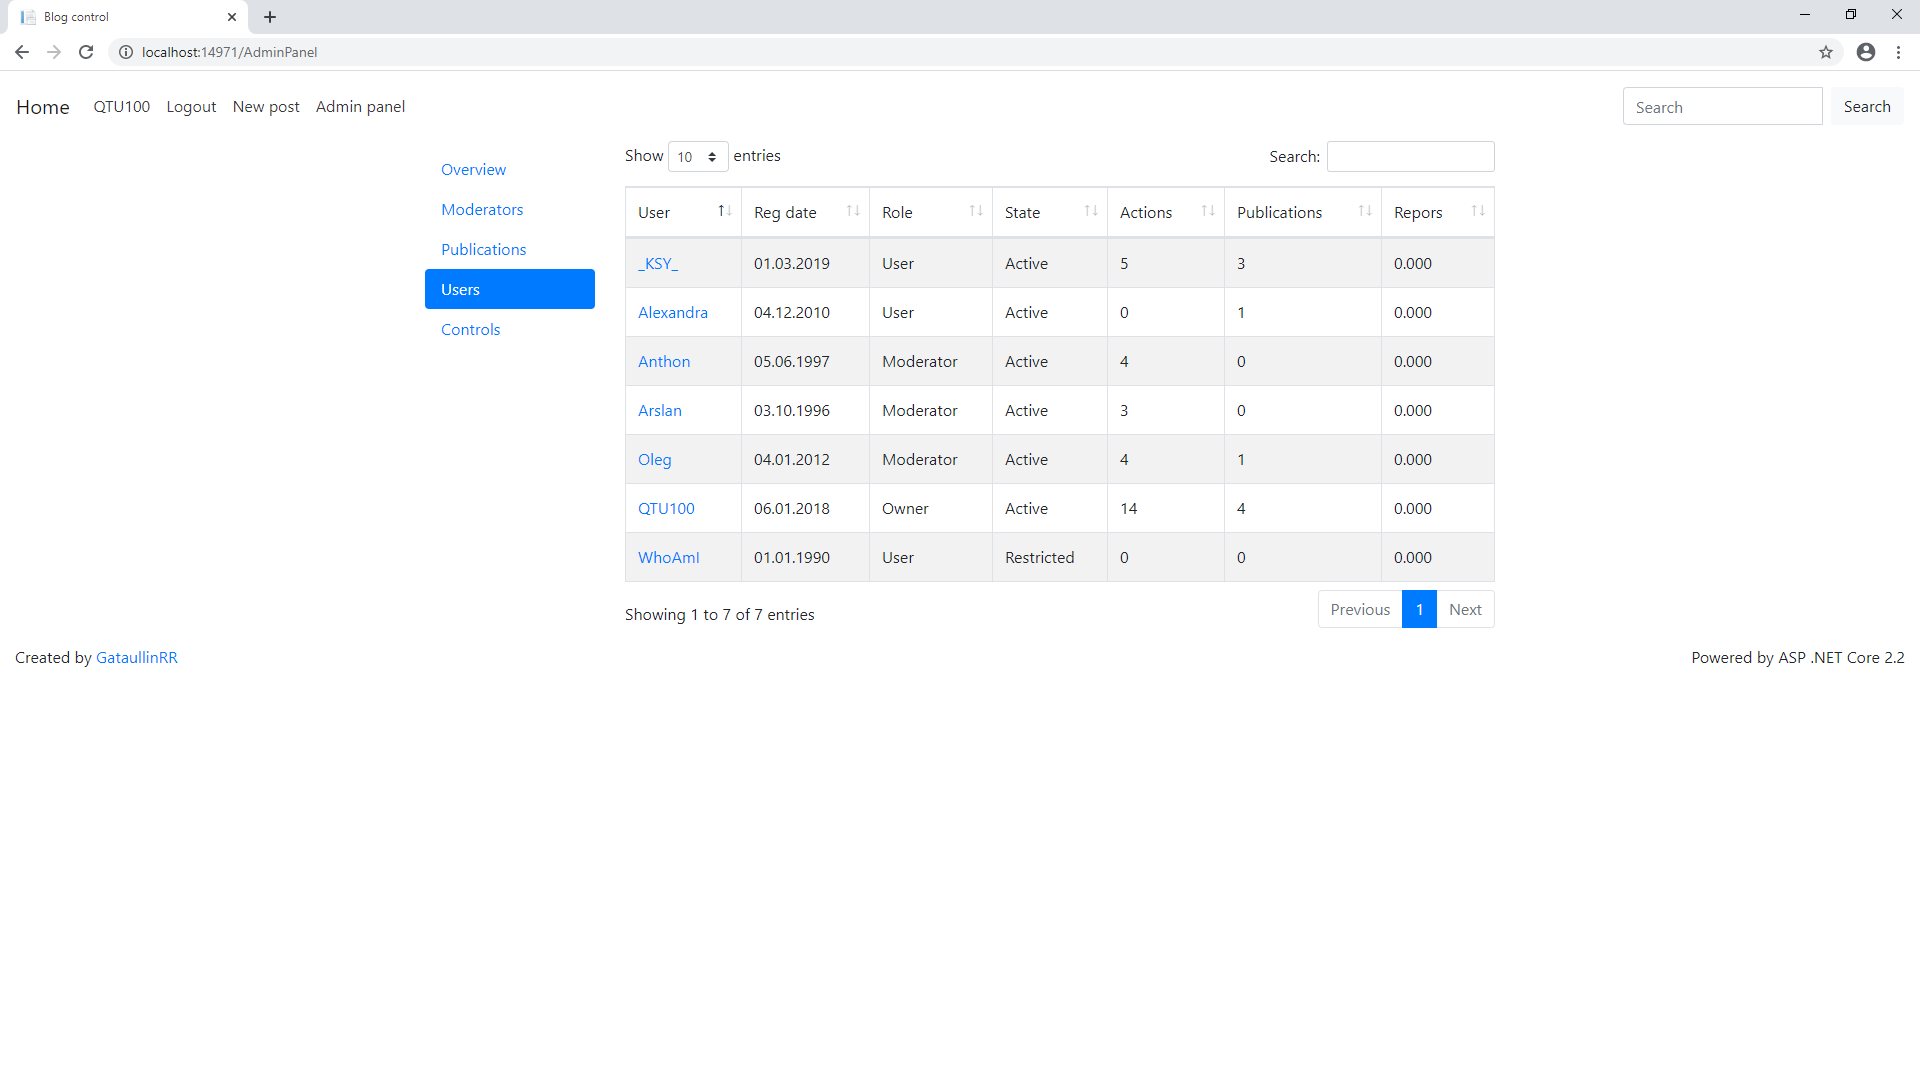 Blog control
localhost:14971/AdminPanel
Home QTU100 Logout New post Admin panel Search Search
Show 10 entries Search:
Overview
Moderators
Publications
Users
Controls
User Reg date Role State Actions Publications Repors
_KSY_ 01.03.2019 User Active 5 3 0.000
Alexandra 04.12.2010 User Active 0 1 0.000
Anthon 05.06.1997 Moderator Active 4 0 0.000
Arslan 03.10.1996 Moderator Active 3 0 0.000
Oleg 04.01.2012 Moderator Active 4 1 0.000
QTU100 06.01.2018 Owner Active 14 4 0.000
WhoAmI 01.01.1990 User Restricted 0 0 0.000
Showing 1 to 7 of 7 entries Previous 1 Next
Created by GataullinRR Powered by ASP .NET Core 2.2